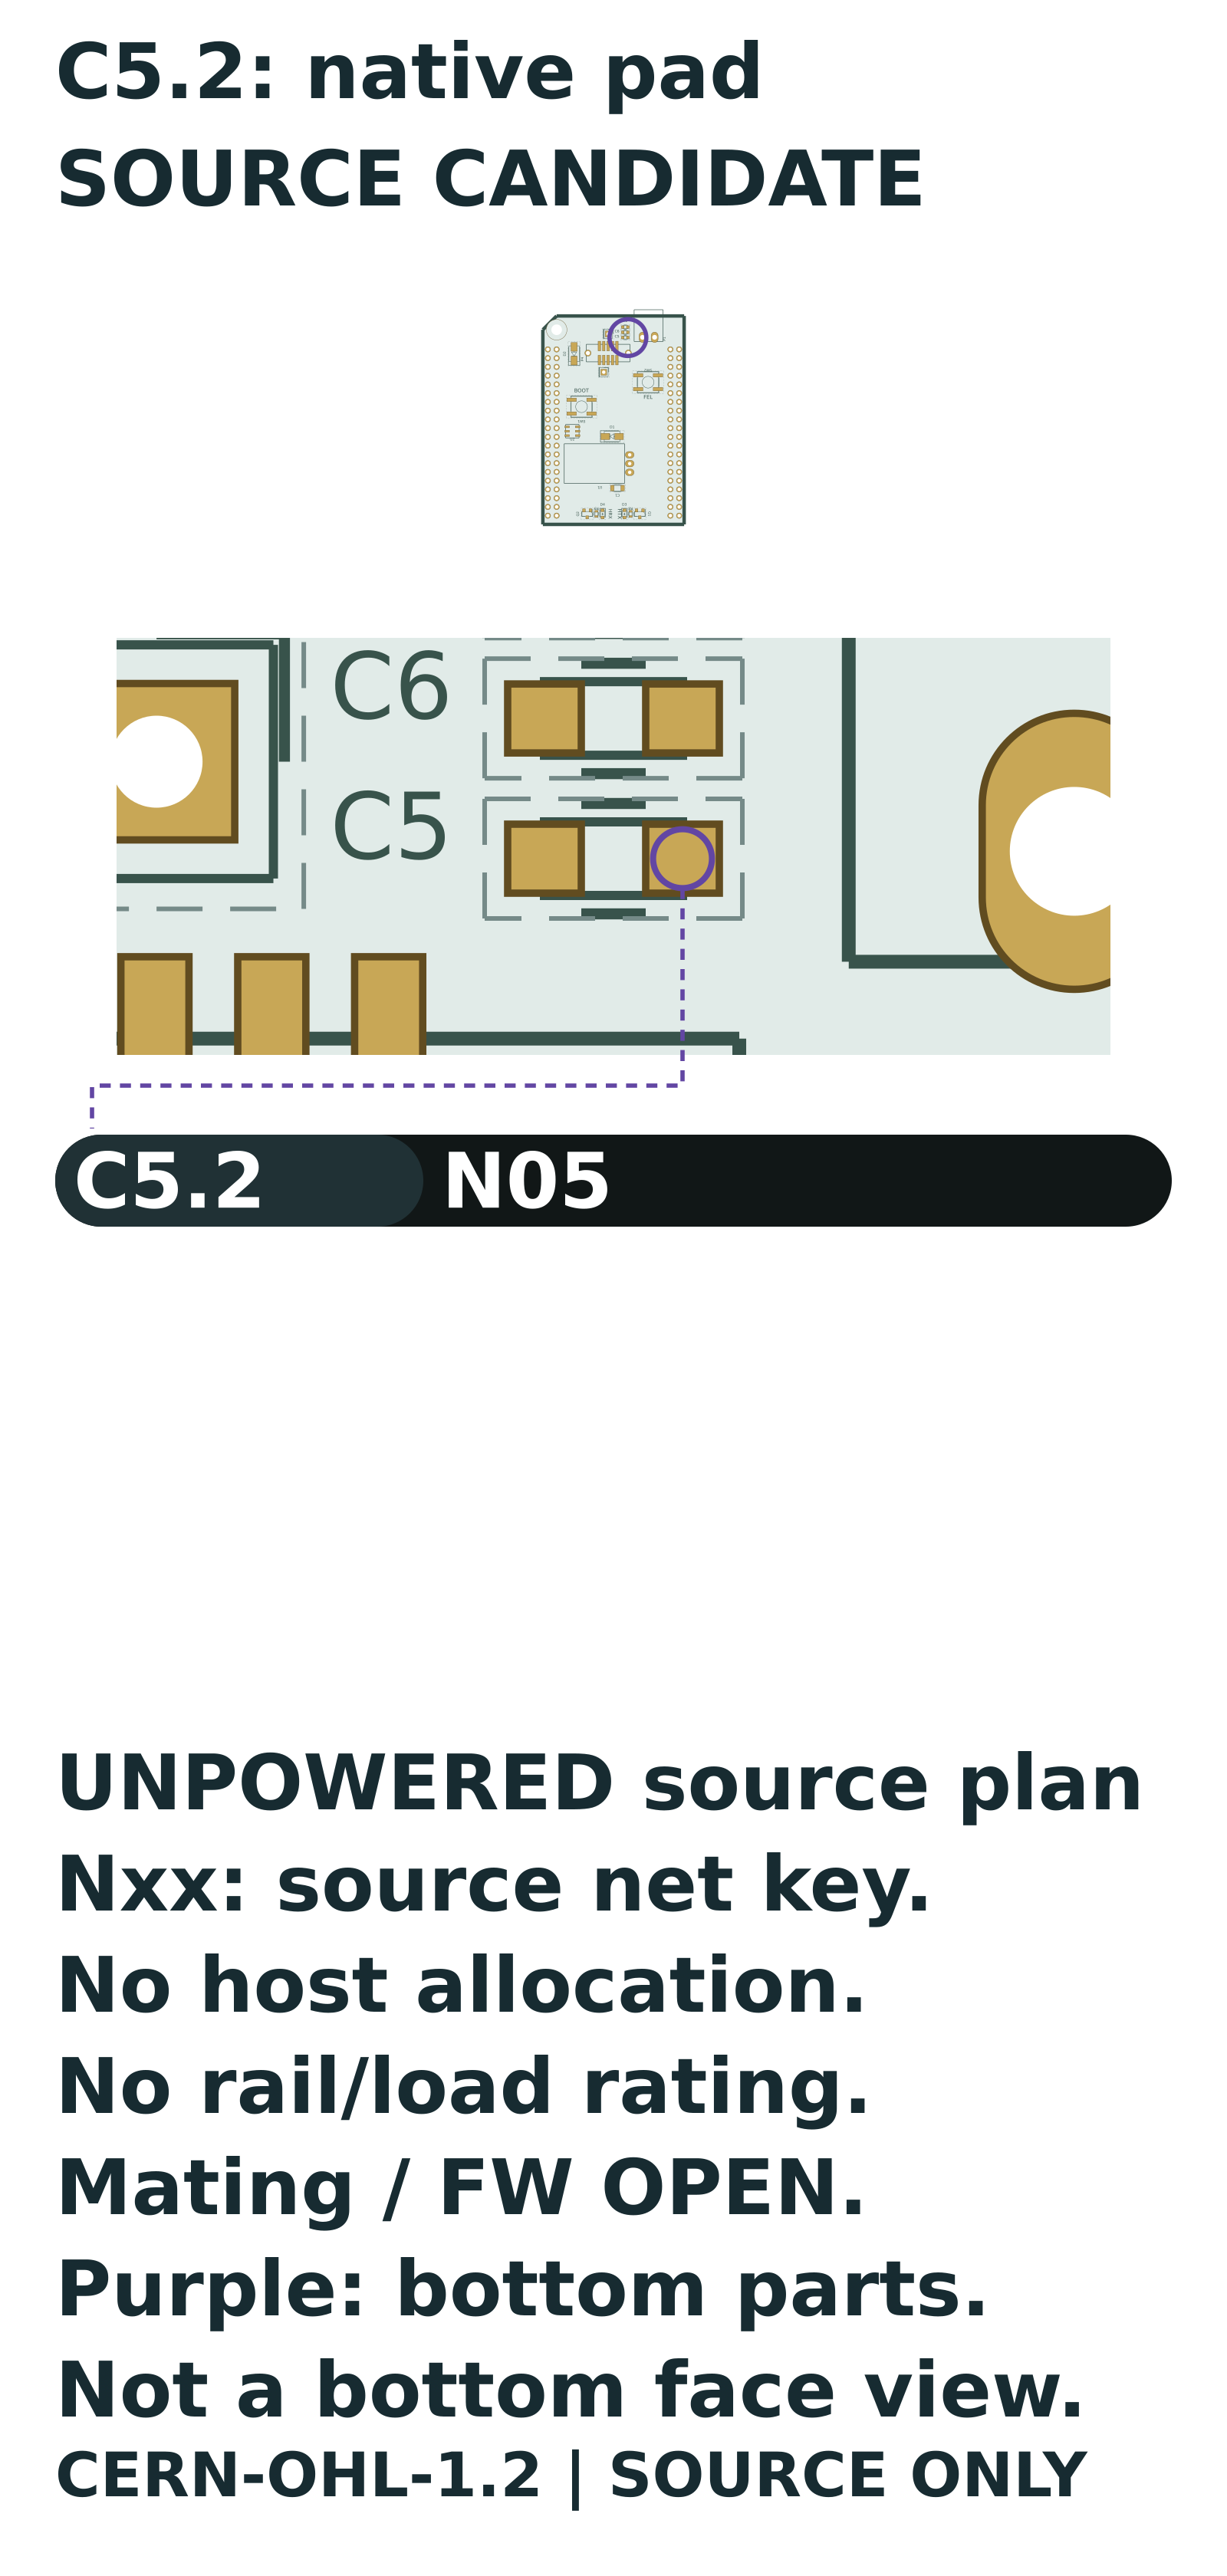 C5.2: native pad
SOURCE CANDIDATE
BOOT
FEL
C6
C5
C5.2 N05
UNPOWERED source plan
Nxx: source net key.
No host allocation.
No rail/load rating.
Mating / FW OPEN.
Purple: bottom parts.
Not a bottom face view.
CERN-OHL-1.2 | SOURCE ONLY